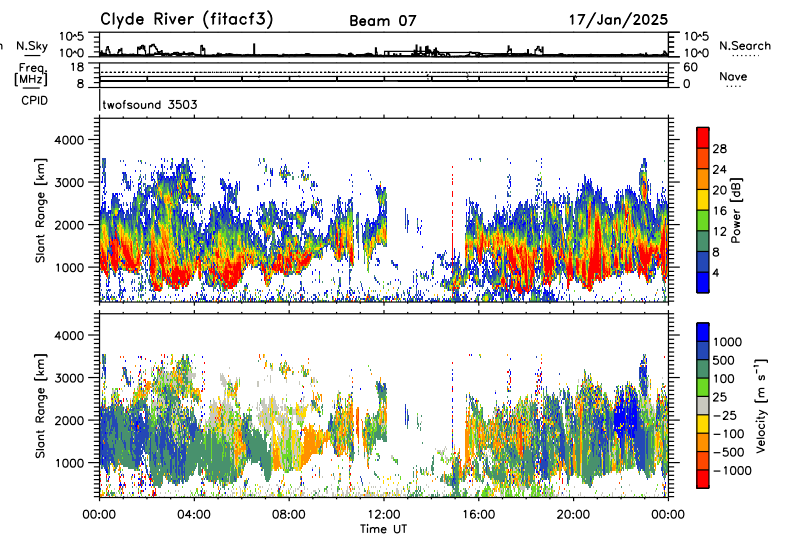 Clyde River (fitacf3) Beam 07 17/Jan/2025
n N.Sky 10^5 10^0 10^5 10^0 N.Search
Freq. [MHz] 18 8 60 0 Nave
CPID twofsound 3503
Slant Range [km] 4000 3000 2000 1000
28 24 20 16 12 8 4 Power [dB]
Slant Range [km] 4000 3000 2000 1000
1000 500 100 25 -25 -100 -500 -1000 Velocity [m s⁻¹]
00:00 04:00 08:00 12:00 16:00 20:00 00:00
Time UT